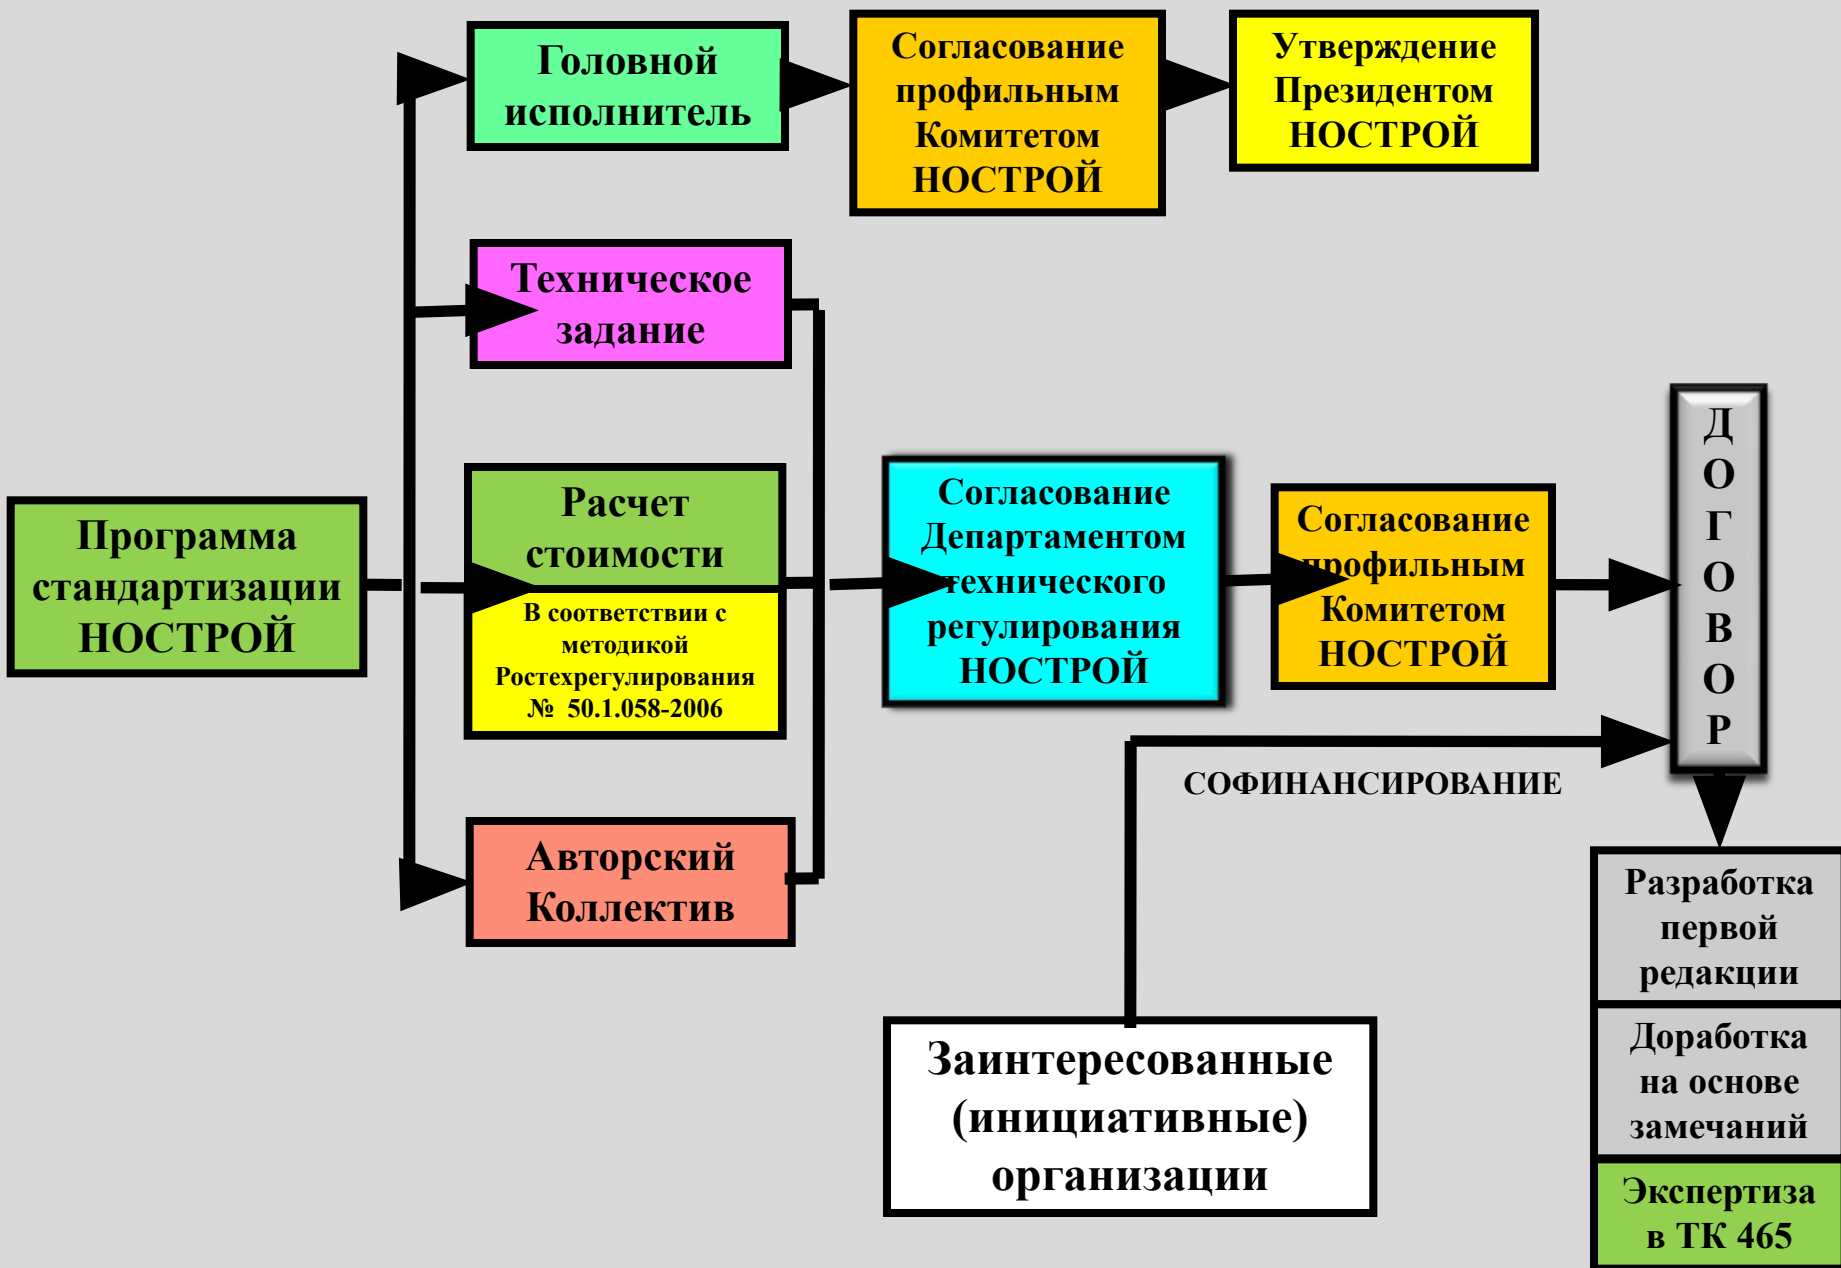 Головной
исполнитель
Согласование
профильным
Комитетом
НОСТРОЙ
Утверждение
Президентом
НОСТРОЙ
Техническое
задание
Программа
стандартизации
НОСТРОЙ
Расчет
стоимости
В соответствии с
методикой
Ростехрегулирования
№ 50.1.058-2006
Согласование
Департаментом
технического
регулирования
НОСТРОЙ
Согласование
профильным
Комитетом
НОСТРОЙ
Д
О
Г
О
В
О
Р
СОФИНАНСИРОВАНИЕ
Авторский
Коллектив
Заинтересованные
(инициативные)
организации
Разработка
первой
редакции
Доработка
на основе
замечаний
Экспертиза
в ТК 465